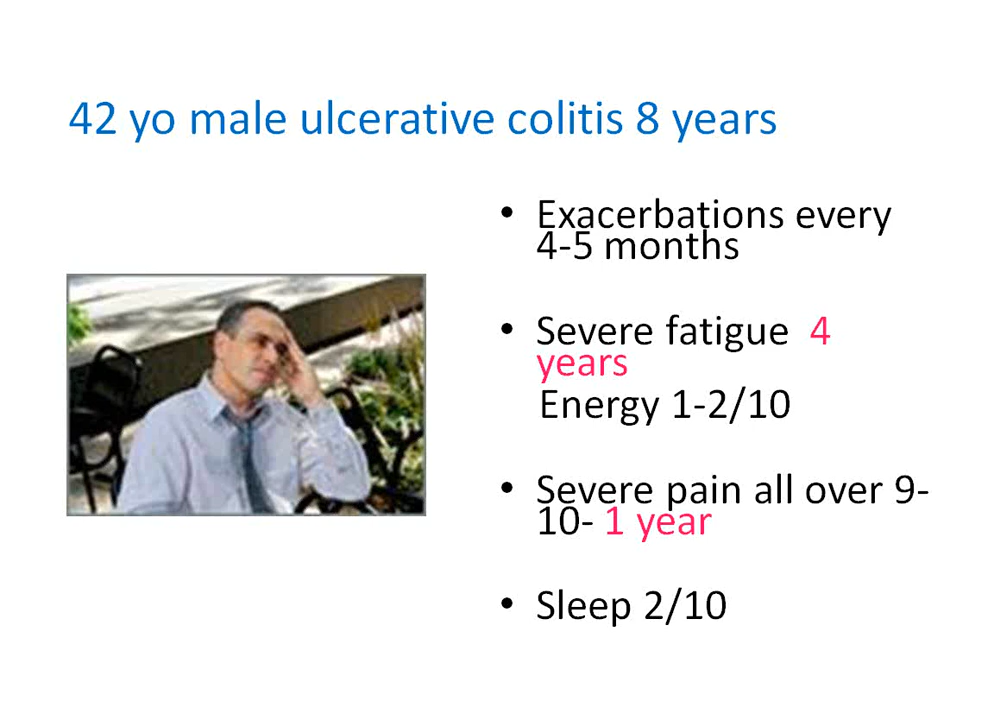 42 yo male ulcerative colitis 8 years
• Exacerbations every
4-5 months
• Severe fatigue 4
years
Energy 1-2/10
• Severe pain all over 9-
10- 1 year
• Sleep 2/10